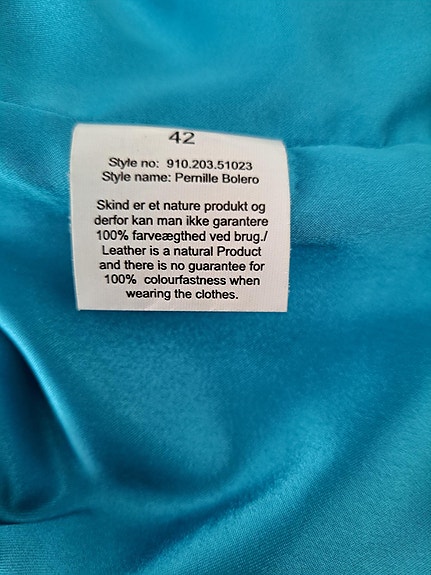 42
Style no: 910.203.51023
Style name: Pernille Bolero
Skind er et nature produkt og
derfor kan man ikke garantere
100% farveægthed ved brug./
Leather is a natural Product
and there is no guarantee for
100% colourfastness when
wearing the clothes.